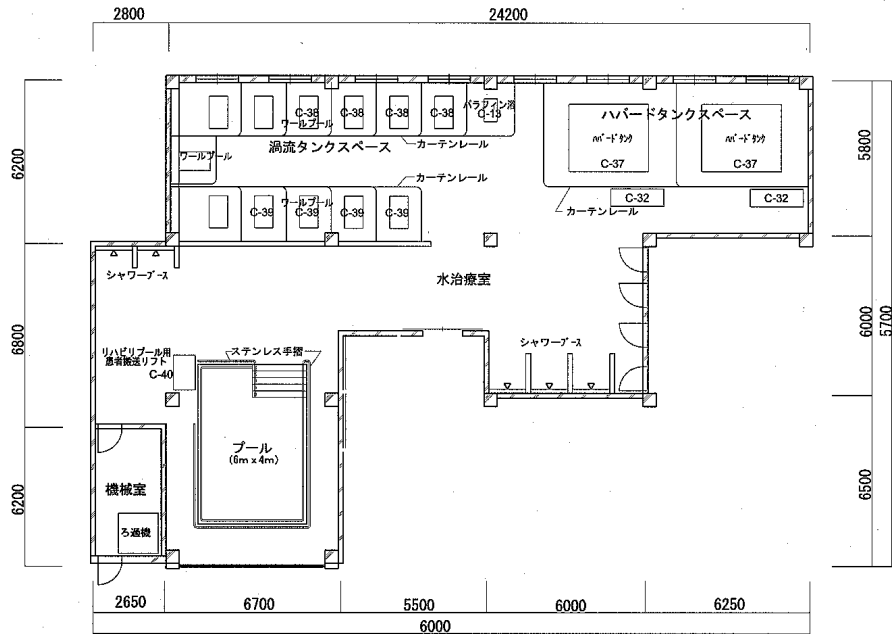 2800
24200
6200
6800
6200
5800
6000
5700
6500
C-38
C-38
C-38
C-38
ワールプール
パラフィン浴
C-13
ハバードタンクスペース
ハバードタンク
C-37
ハバードタンク
C-37
渦流タンクスペース
カーテンレール
ワールプール
カーテンレール
C-39
C-39
C-39
C-39
ワールプール
カーテンレール
C-32
C-32
シャワーブース
水治療室
シャワーブース
リハビリプール用
患者搬送リフト
C-40
ステンレス手摺
プール
(6m x 4m)
機械室
ろ過機
2650
6700
5500
6000
6250
6000